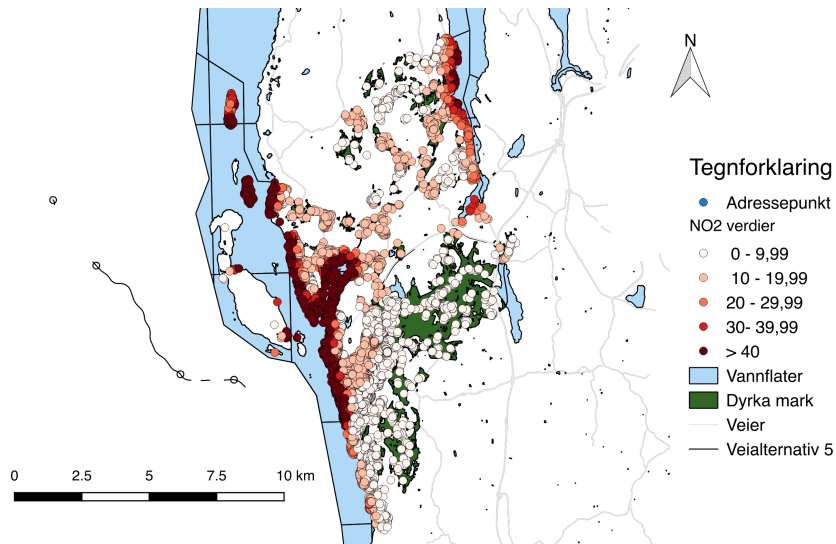 N
Tegnforklaring
Adressepunkt
NO2 verdier
0 - 9,99
10 - 19,99
20 - 29,99
30- 39,99
> 40
Vannflater
Dyrka mark
Veier
Veialternativ 5
0 2.5 5 7.5 10 km